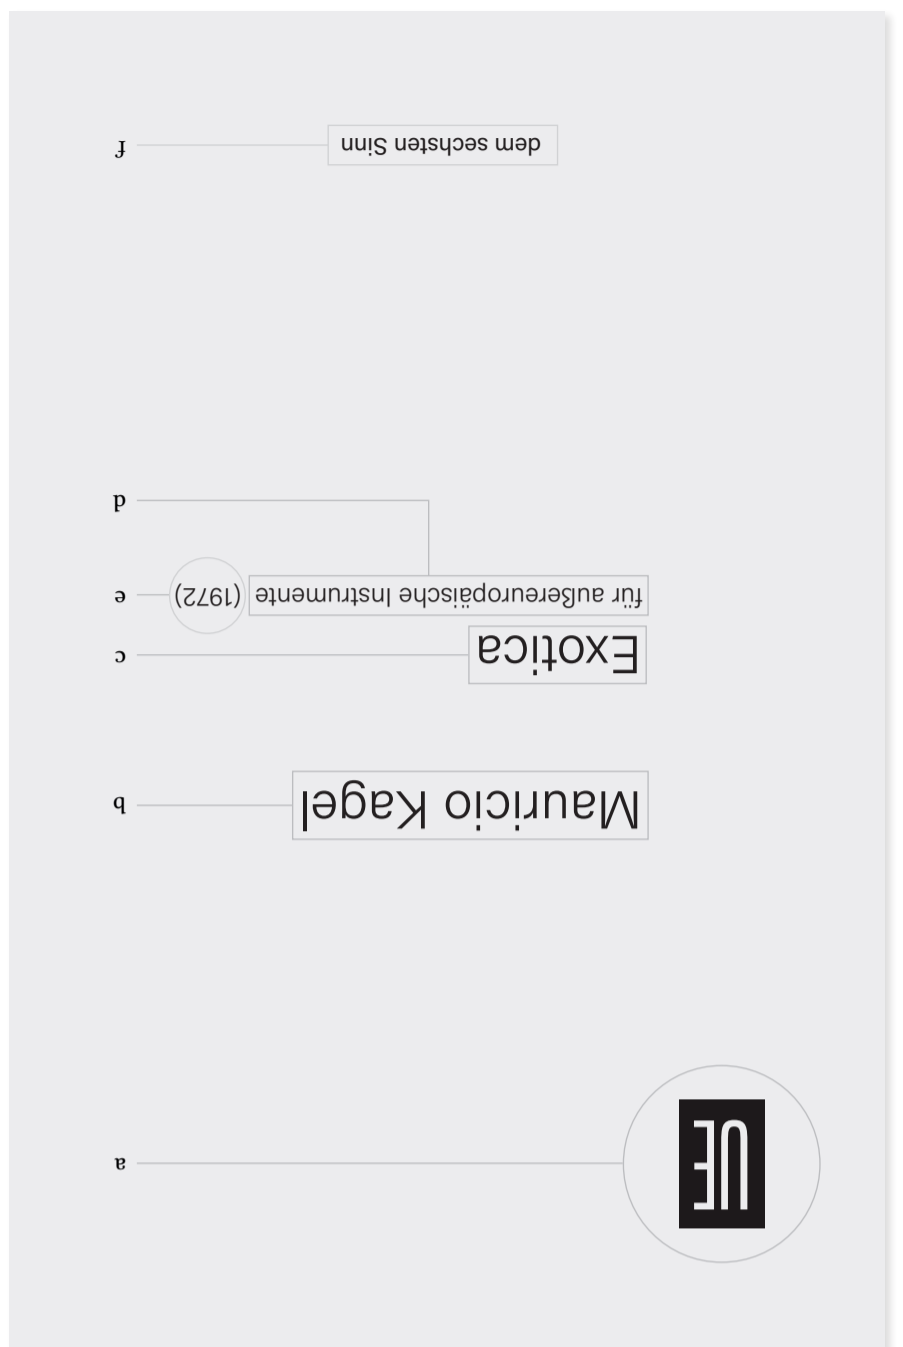 UE a
Mauricio Kagel b
Exotica c
für außereuropäische Instrumente (1972) e
d
dem sechsten Sinn f